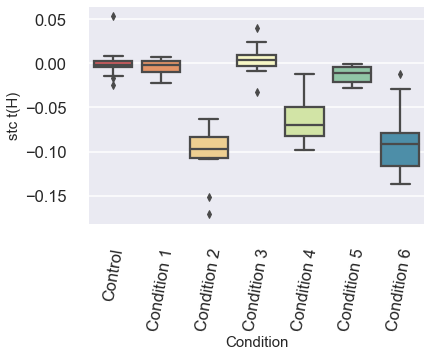 stc t(H)
0.05
0.00
−0.05
−0.10
−0.15
Control
Condition 1
Condition 2
Condition 3
Condition 4
Condition 5
Condition 6
Condition